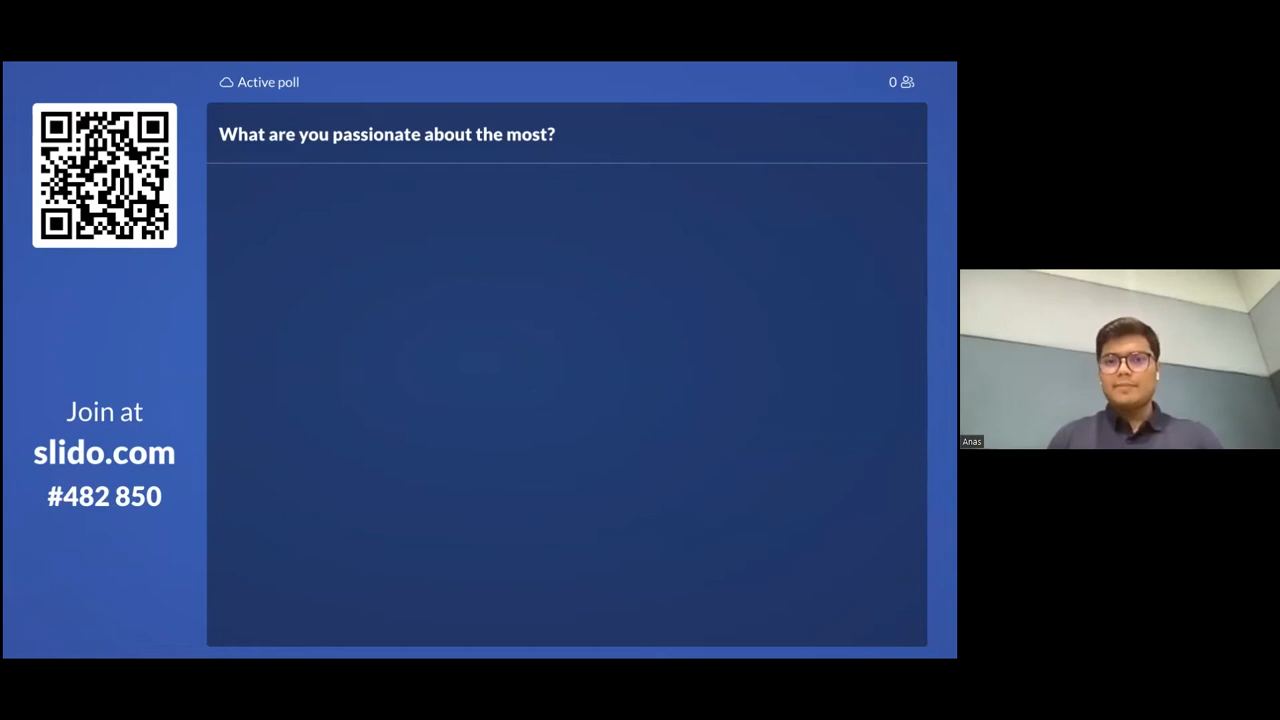 Active poll
0
What are you passionate about the most?
Join at
slido.com
#482 850
Anas